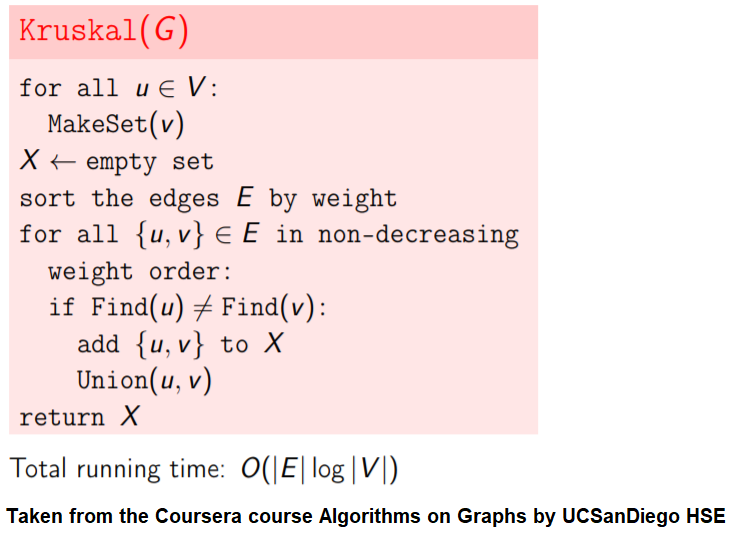 Kruskal(G)
for all u ∈ V:
MakeSet(v)
X ← empty set
sort the edges E by weight
for all {u, v} ∈ E in non-decreasing
weight order:
if Find(u) ≠ Find(v):
add {u, v} to X
Union(u, v)
return X
Total running time: O(|E| log |V|)
Taken from the Coursera course Algorithms on Graphs by UCSanDiego HSE